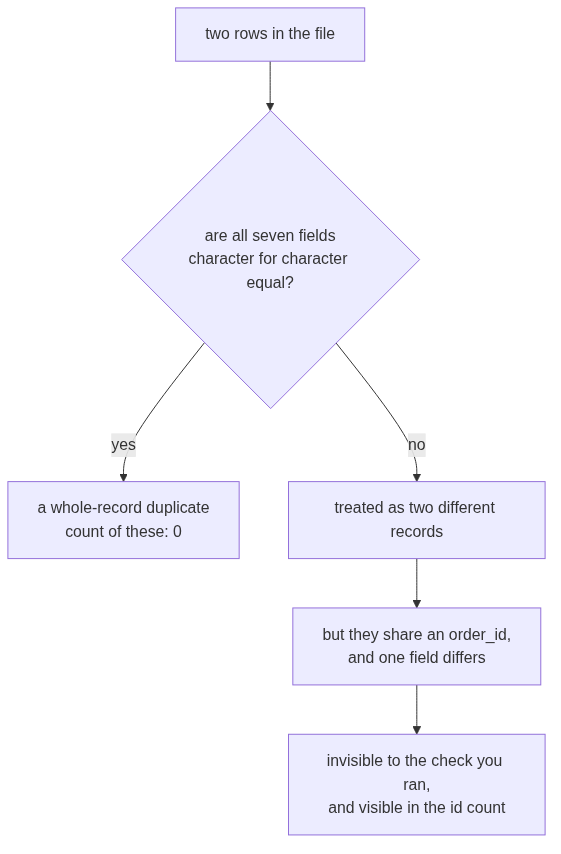 two rows in the file
are all seven fields
character for character
equal?
yes
no
a whole-record duplicate
count of these: 0
treated as two different
records
but they share an order_id,
and one field differs
invisible to the check you
ran,
and visible in the id count